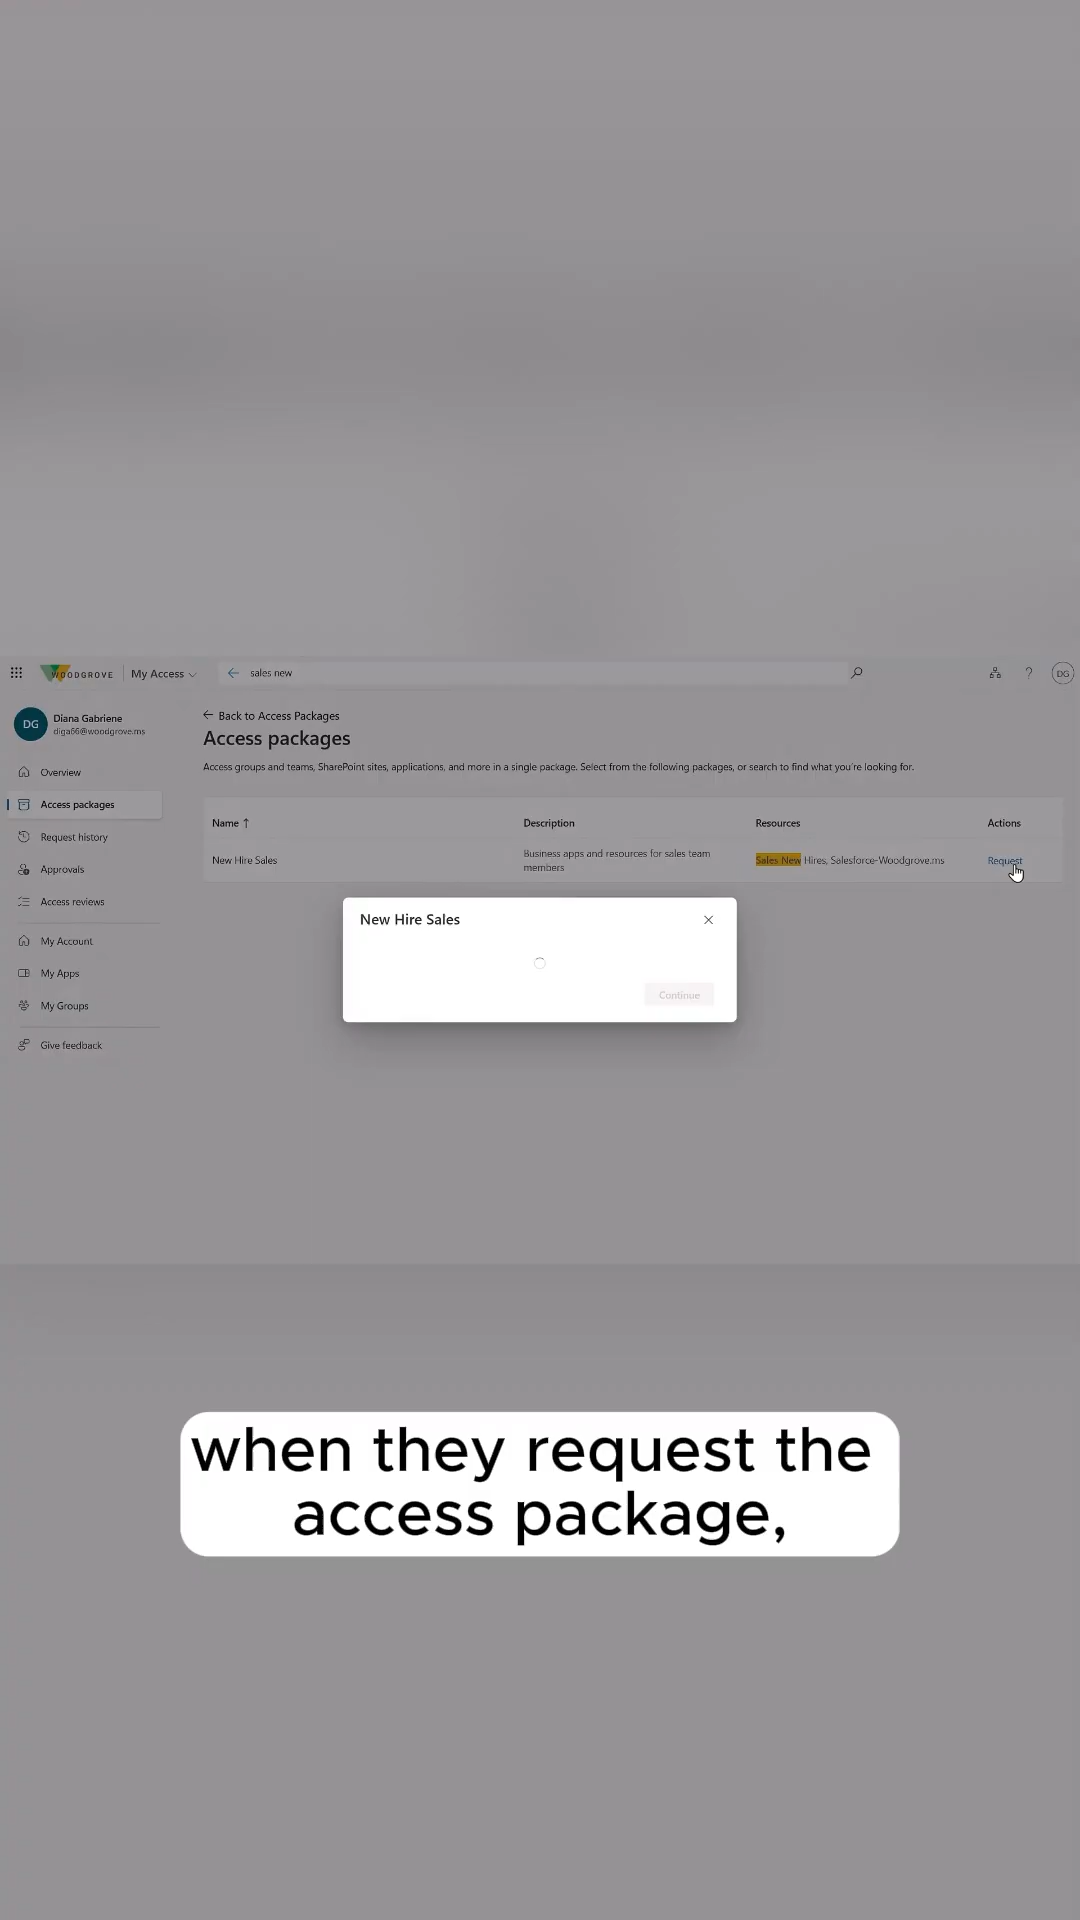 WOODGROVE
My Access
sales new
DG
DG
Diana Gabriene
diga66@woodgrove.ms
Overview
Access packages
Request history
Approvals
Access reviews
My Account
My Apps
My Groups
Give feedback
← Back to Access Packages
Access packages
Access groups and teams, SharePoint sites, applications, and more in a single package. Select from the following packages, or search to find what you're looking for.
Name ↑ Description Resources Actions
New Hire Sales Business apps and resources for sales team Sales New Hires, Salesforce-Woodgrove.ms Request
members
New Hire Sales
Continue
when they request the
access package,